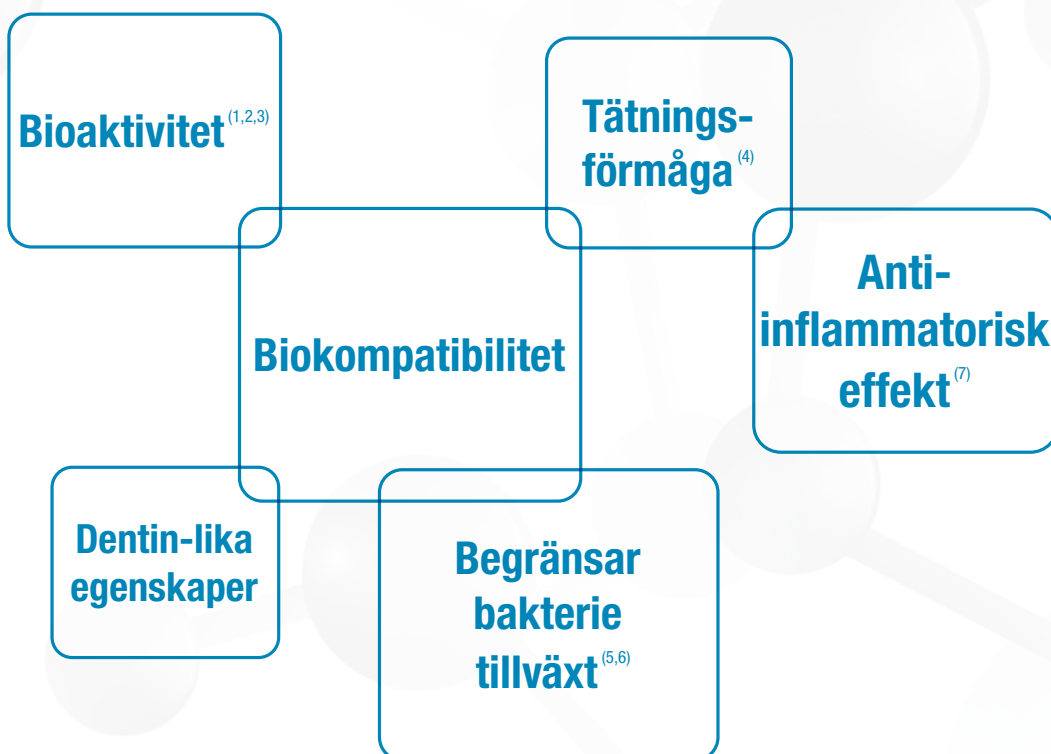 Bioaktivitet (1,2,3)
Tätnings-
förmåga (4)
Biokompatibilitet
Anti-
inflammatorisk
effekt (7)
Dentin-lika
egenskaper
Begränsar
bakterie
tillväxt (5,6)